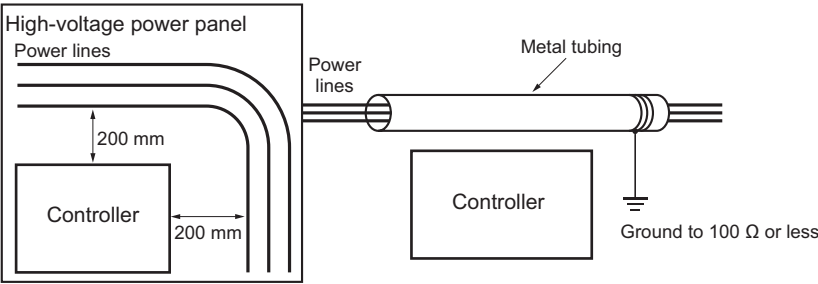 High-voltage power panel
Power lines
200 mm
Controller
200 mm
Power
lines
Metal tubing
Controller
Ground to 100 Ω or less